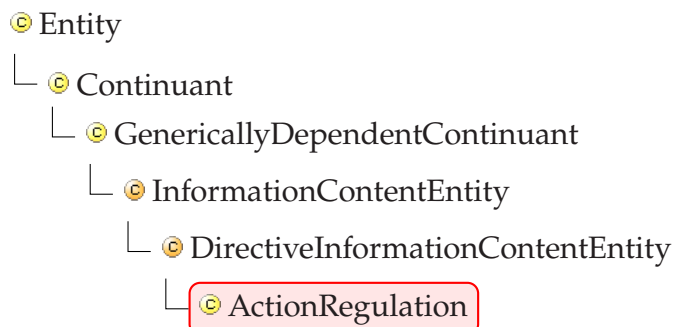 Entity
Continuant
GenericallyDependentContinuant
InformationContentEntity
DirectiveInformationContentEntity
ActionRegulation